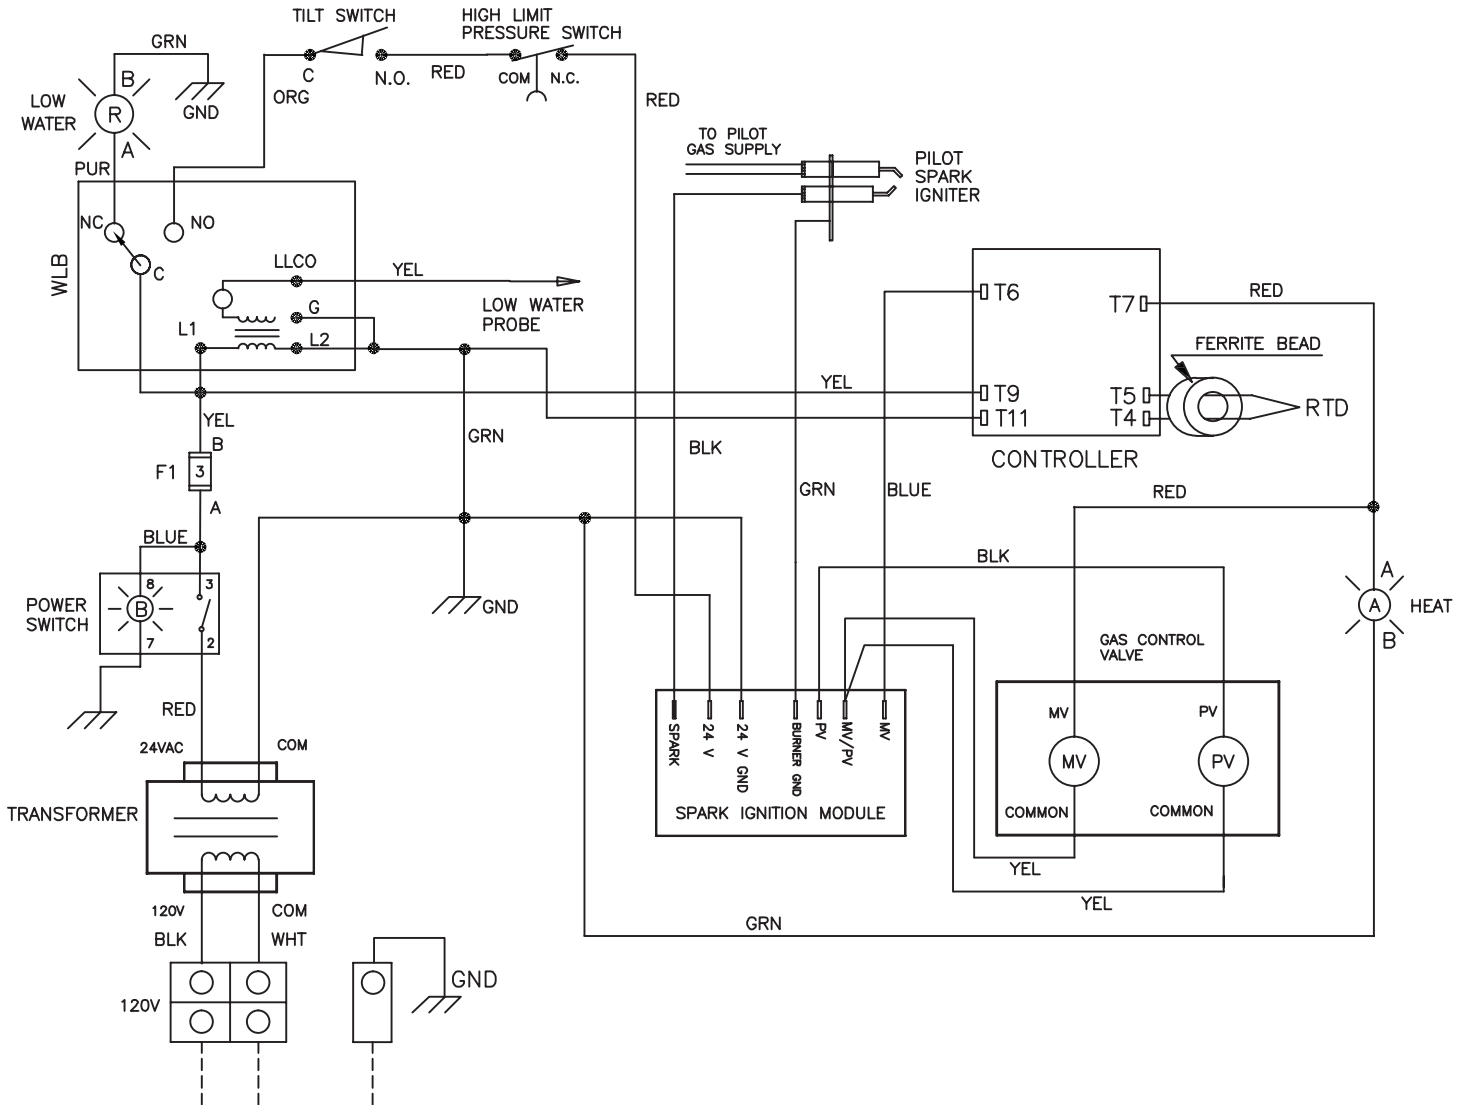 TILT SWITCH
HIGH LIMIT
PRESSURE SWITCH
GRN
B
LOW
WATER
R
GND
A
PUR
C
ORG
N.O.
RED
COM
N.C.
RED
TO PILOT
GAS SUPPLY
PILOT
SPARK
IGNITER
WLB
NC
NO
C
LLCO
YEL
LOW WATER
PROBE
G
L1
L2
T6
T7
RED
FERRITE BEAD
YEL
T9
T11
T5
T4
RTD
CONTROLLER
YEL
B
F1
3
A
GRN
BLK
GRN
BLUE
RED
BLUE
8
3
B
7
2
POWER
SWITCH
GND
BLK
A
A
HEAT
B
GAS CONTROL
VALVE
RED
24VAC
COM
TRANSFORMER
SPARK
24 V
24 V GND
BURNER GND
PV
MV/PV
MV
SPARK IGNITION MODULE
MV
PV
MV
PV
COMMON
COMMON
YEL
YEL
GRN
120V
COM
BLK
WHT
120V
GND